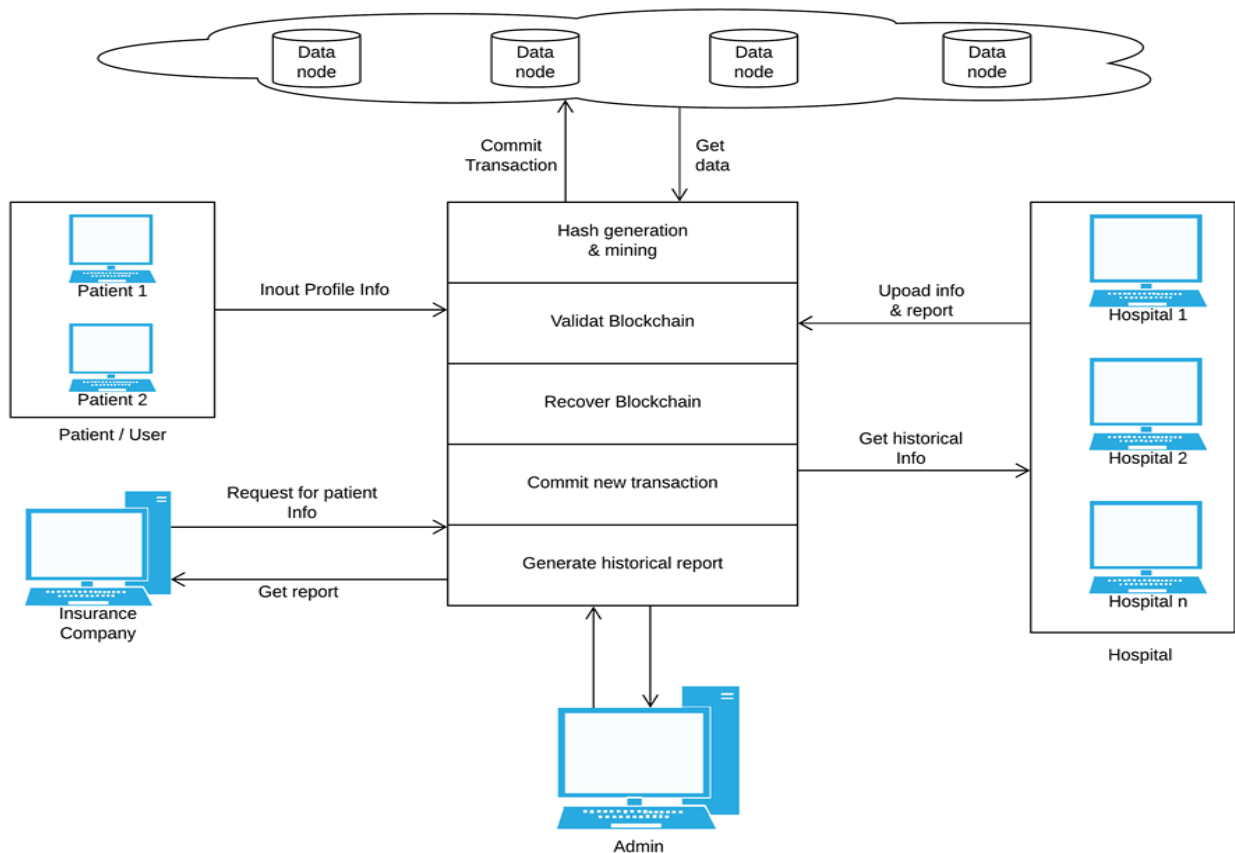 Data
node
Data
node
Data
node
Data
node
Commit
Transaction
Get
data
Patient 1
Patient 2
Patient / User
Inout Profile Info
Hash generation
& mining
Validat Blockchain
Recover Blockchain
Commit new transaction
Generate historical report
Upoad info
& report
Get historical
Info
Hospital 1
Hospital 2
Hospital n
Hospital
Request for patient
Info
Get report
Insurance
Company
Admin